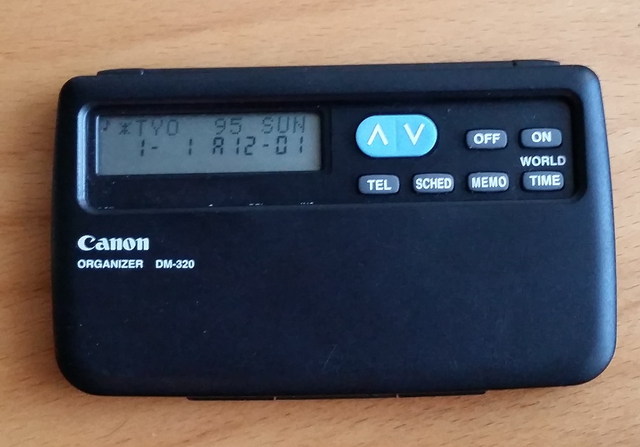 TYO 95 SUN
1- 1 A12-01
∧ ∨
OFF ON
WORLD
TEL SCHED MEMO TIME
Canon
ORGANIZER DM-320